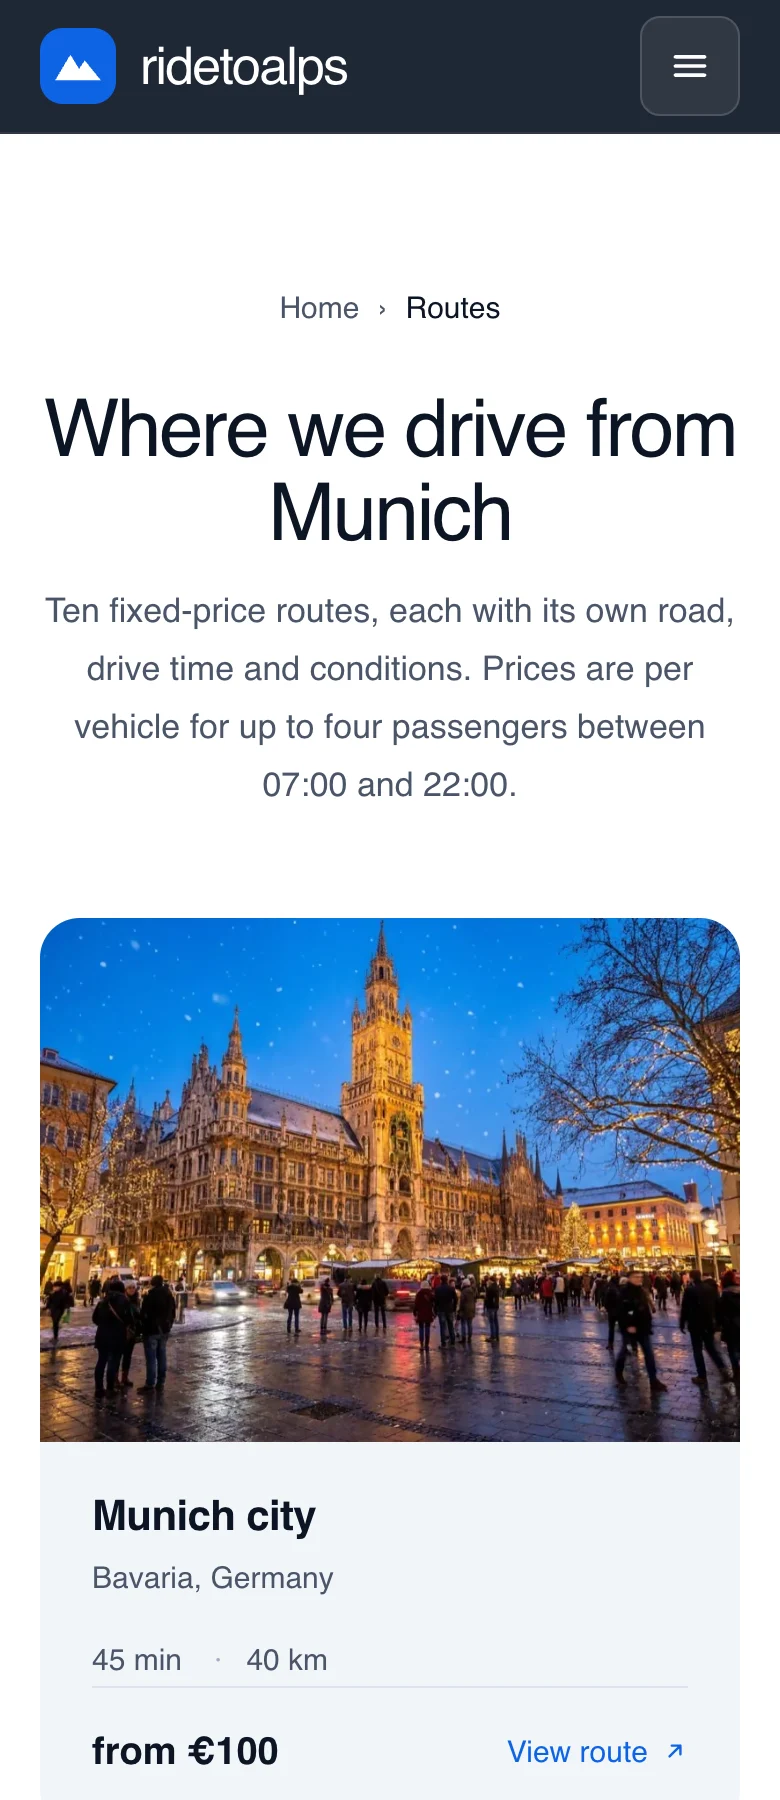 ridetoalps
Home › Routes
Where we drive from
Munich
Ten fixed-price routes, each with its own road,
drive time and conditions. Prices are per
vehicle for up to four passengers between
07:00 and 22:00.
Munich city
Bavaria, Germany
45 min · 40 km
from €100
View route ↗